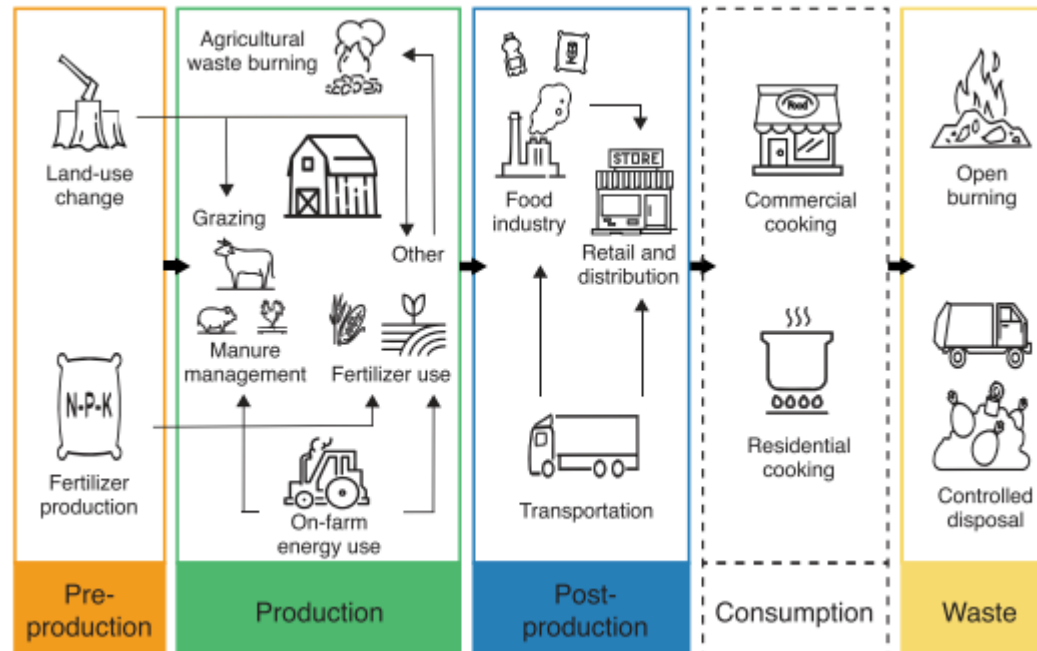 Land-use
change
N-P-K
Fertilizer
production
Pre-
production
Agricultural
waste burning
Grazing
Other
Manure
management
Fertilizer use
On-farm
energy use
Production
Food
industry
STORE
Retail and
distribution
Transportation
Post-
production
Food
Commercial
cooking
Residential
cooking
Consumption
Open
burning
Controlled
disposal
Waste